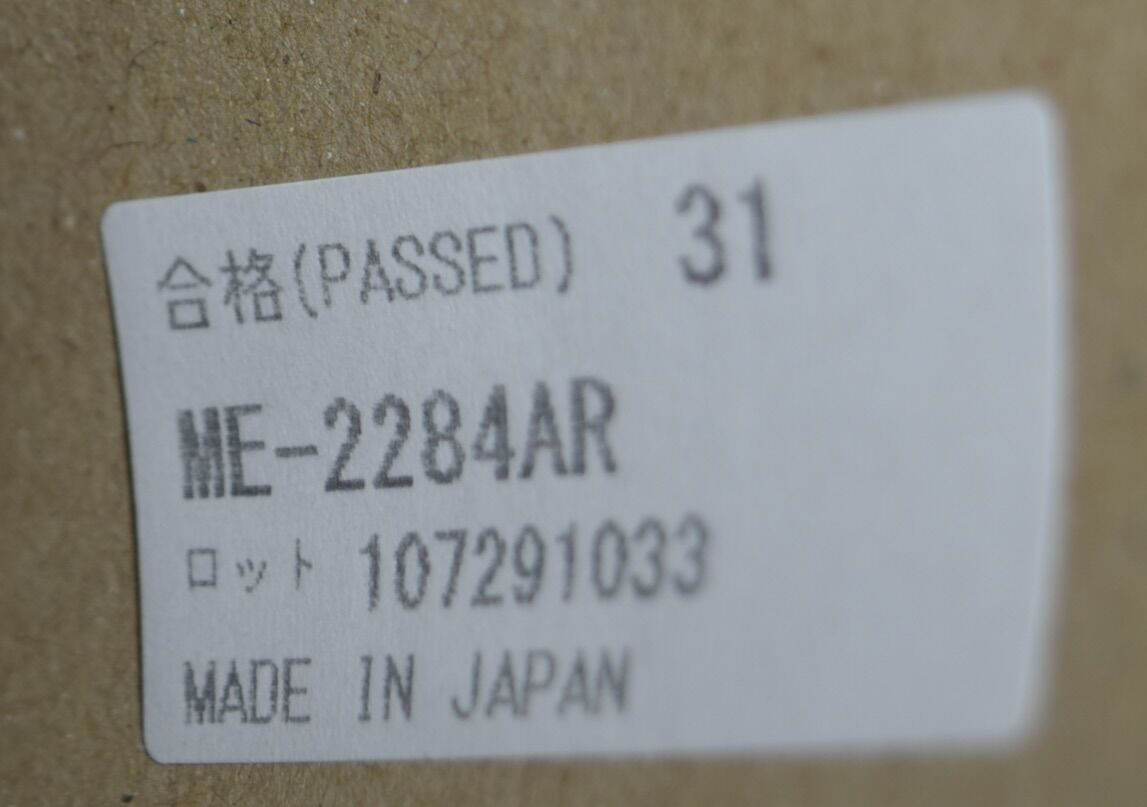 合格(PASSED) 31
ME-2284AR
ロット 107291033
MADE IN JAPAN